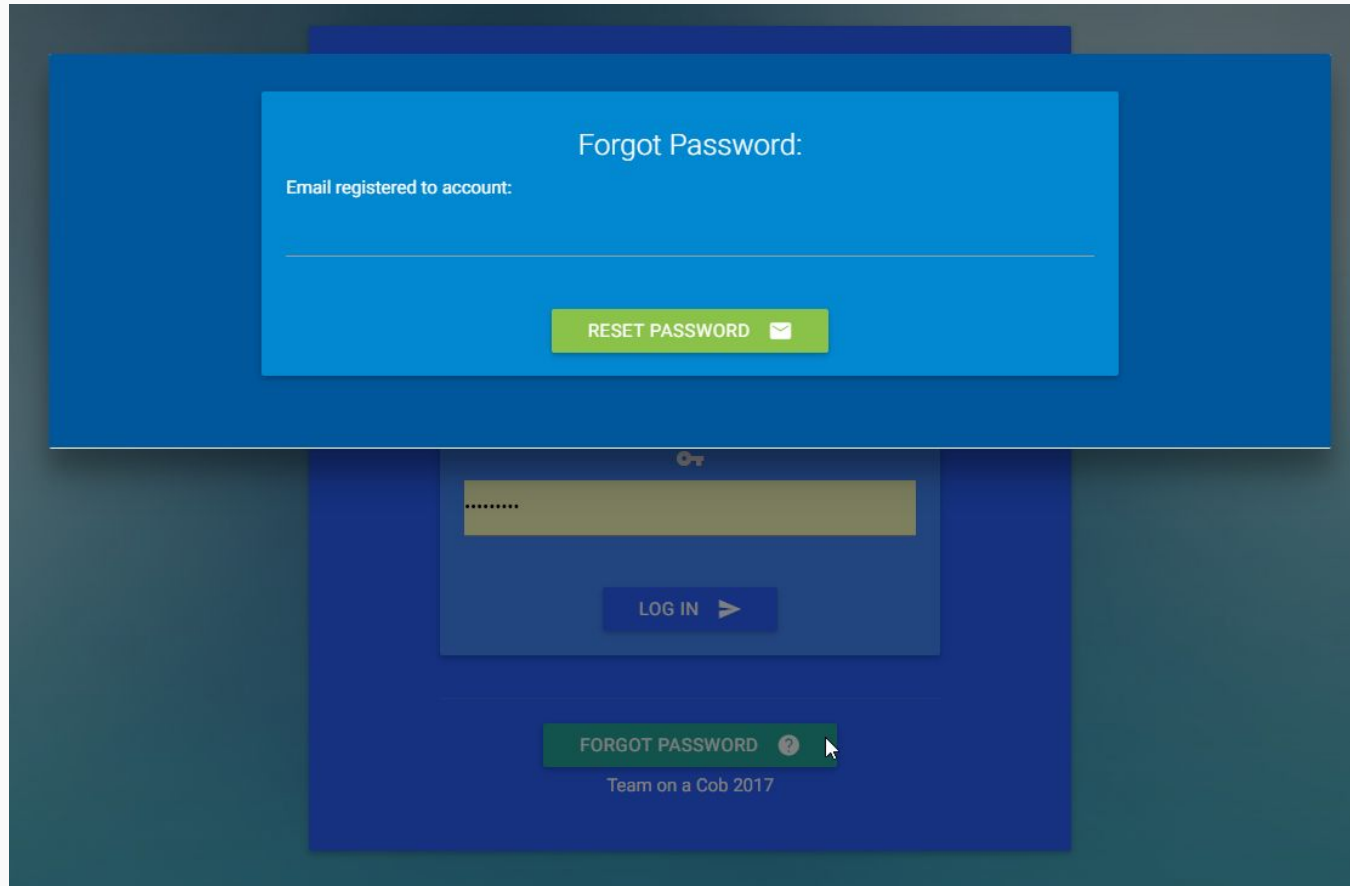 Forgot Password:
Email registered to account:
RESET PASSWORD
•••••••••
LOG IN
FORGOT PASSWORD
Team on a Cob 2017